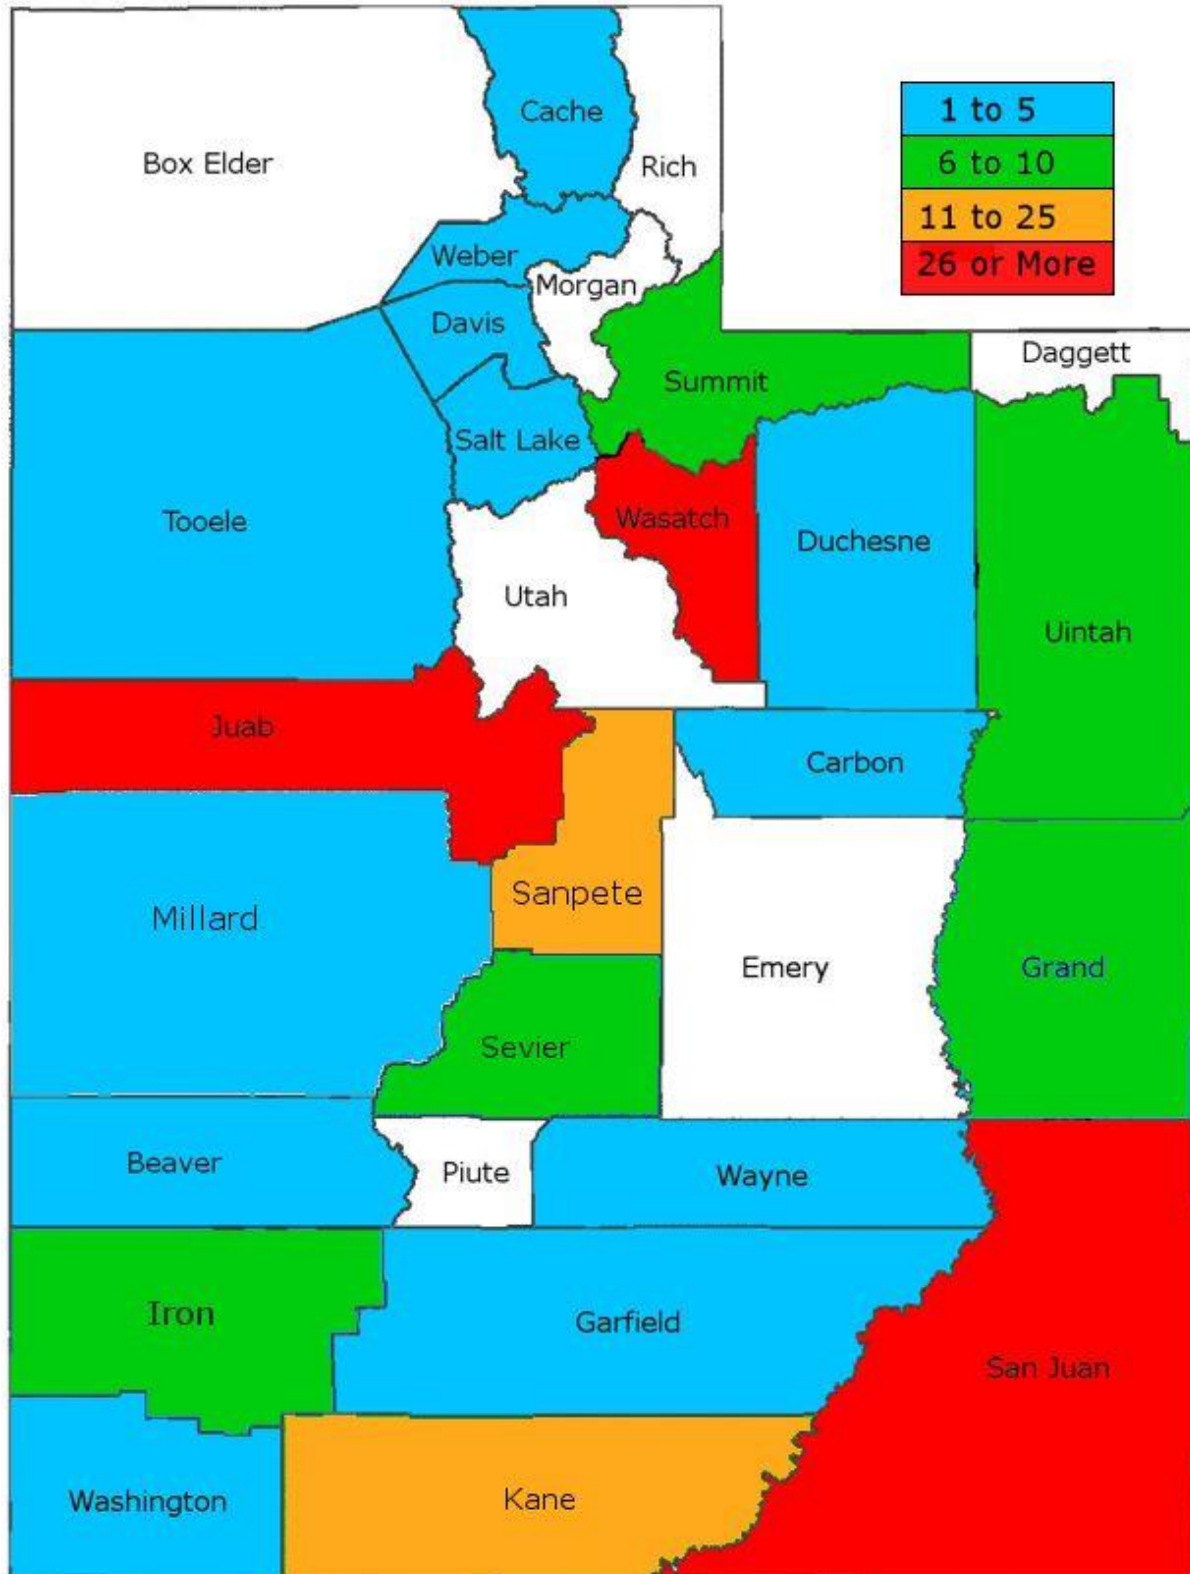 Cache
1 to 5
Box Elder
Rich
6 to 10
11 to 25
Weber
26 or More
Morgan
Davis
Daggett
Summit
Salt Lake
Tooele
Wasatch
Duchesne
Utah
Uintah
Juab
Carbon
Sanpete
Millard
Emery
Grand
Sevier
Beaver
Piute
Wayne
Iron
Garfield
San Juan
Washington
Kane